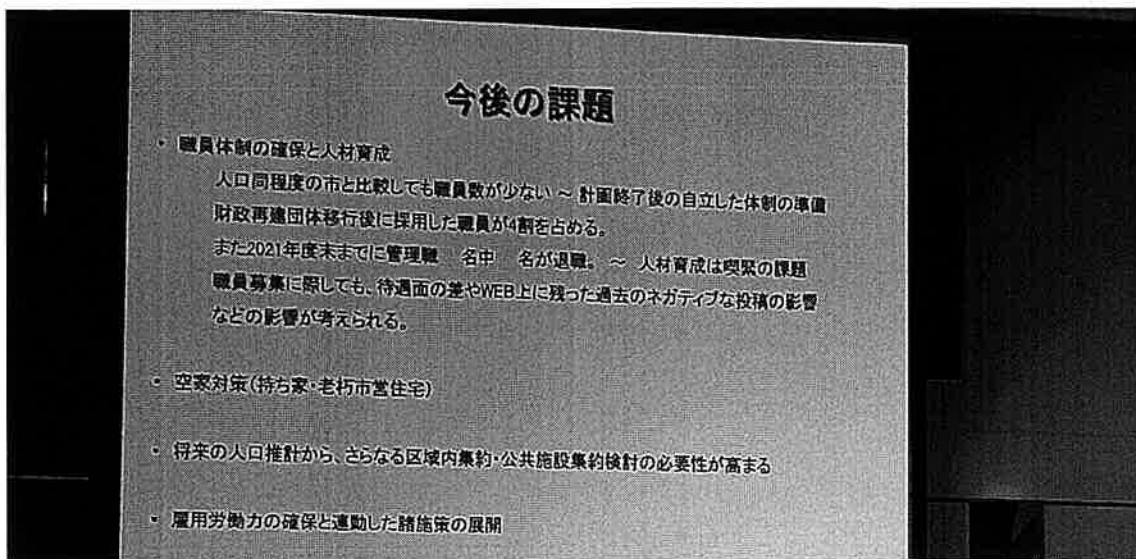 今後の課題
・ 職員体制の確保と人材育成
人口同程度の市と比較しても職員数が少ない ～ 計画終了後の自立した体制の準備
財政再建団体移行後に採用した職員が4割を占める。
また2021年度末までに管理職　名中　名が退職。 ～ 人材育成は喫緊の課題
職員募集に際しても、待遇面の差やWEB上に残った過去のネガティブな投稿の影響
などの影響が考えられる。
・ 空家対策(持ち家・老朽市営住宅)
・ 将来の人口推計から、さらなる区域内集約・公共施設集約検討の必要性が高まる
・ 雇用労働力の確保と連動した諸施策の展開